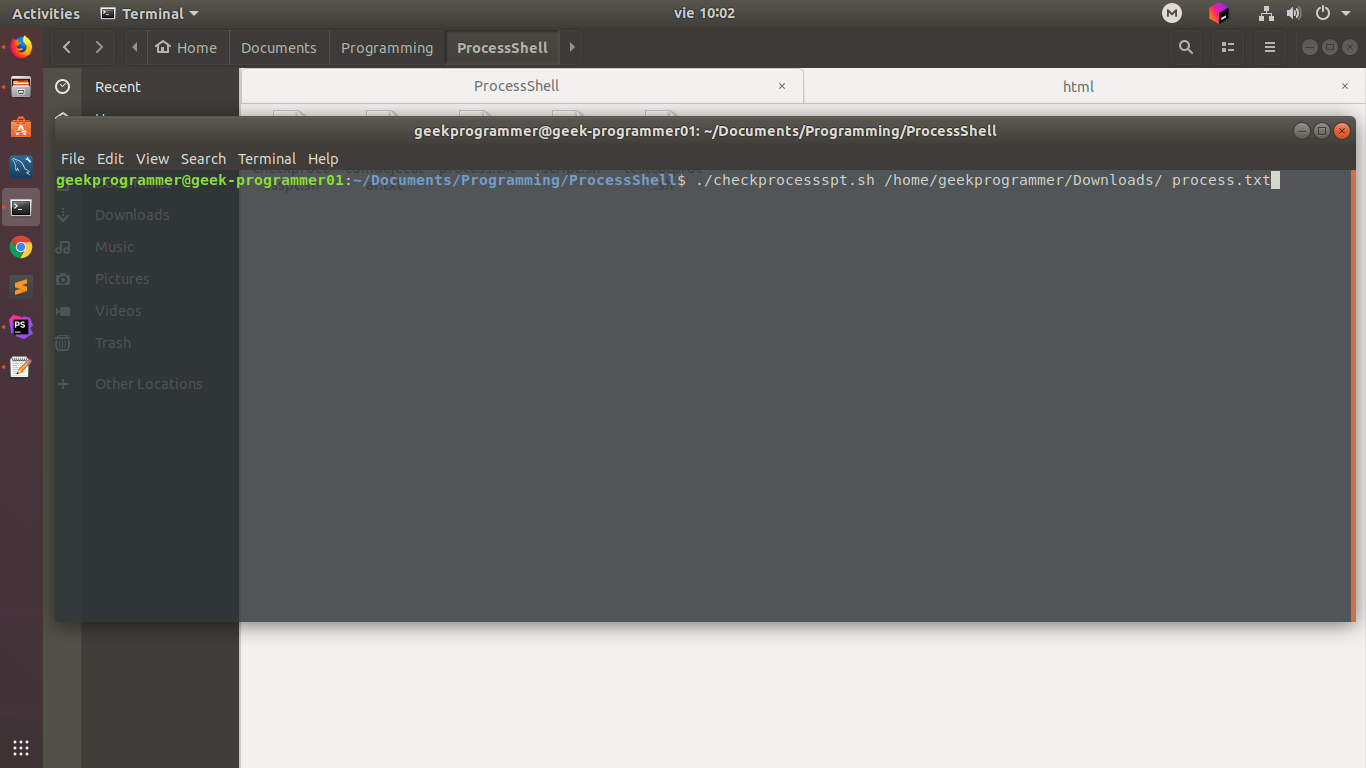 Activities Terminal vie 10:02 M
Home Documents Programming ProcessShell
Recent ProcessShell × html ×
geekprogrammer@geek-programmer01: ~/Documents/Programming/ProcessShell
File Edit View Search Terminal Help
geekprogrammer@geek-programmer01:~/Documents/Programming/ProcessShell$ ./checkprocessspt.sh /home/geekprogrammer/Downloads/ process.txt
Downloads
Music
Pictures
Videos
PS
Trash
Other Locations